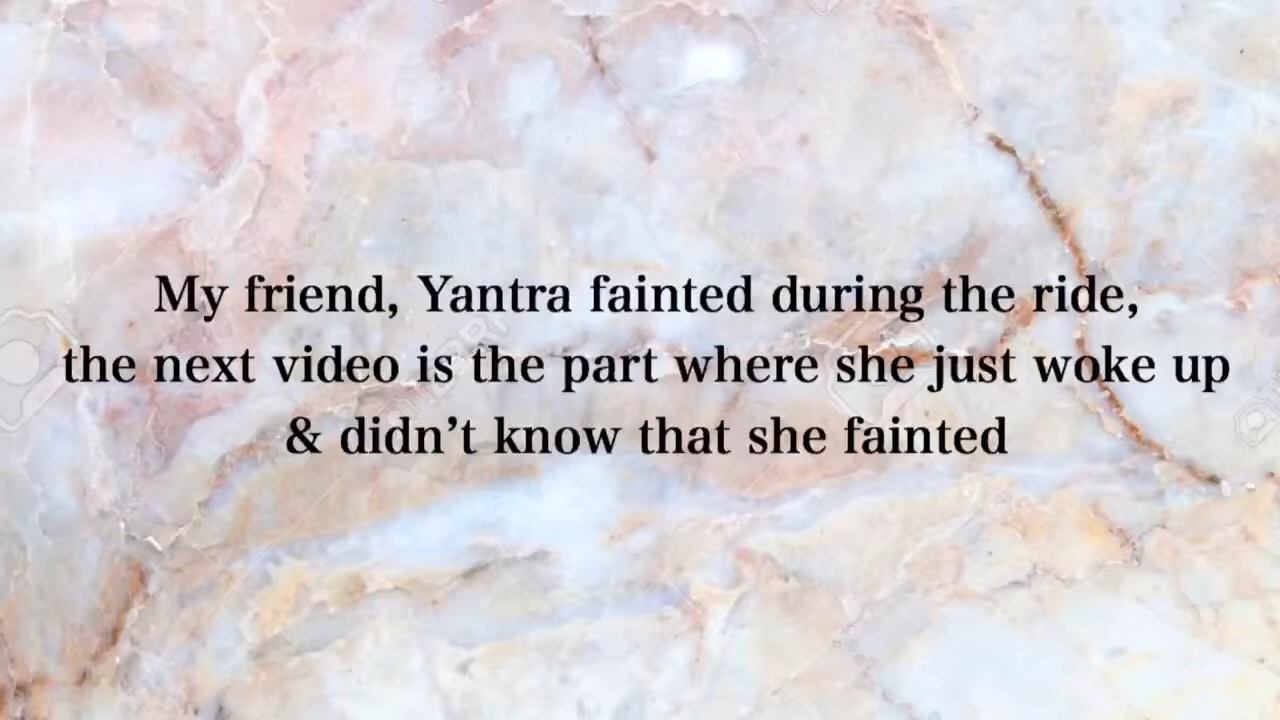 My friend, Yantra fainted during the ride,
the next video is the part where she just woke up
& didn’t know that she fainted